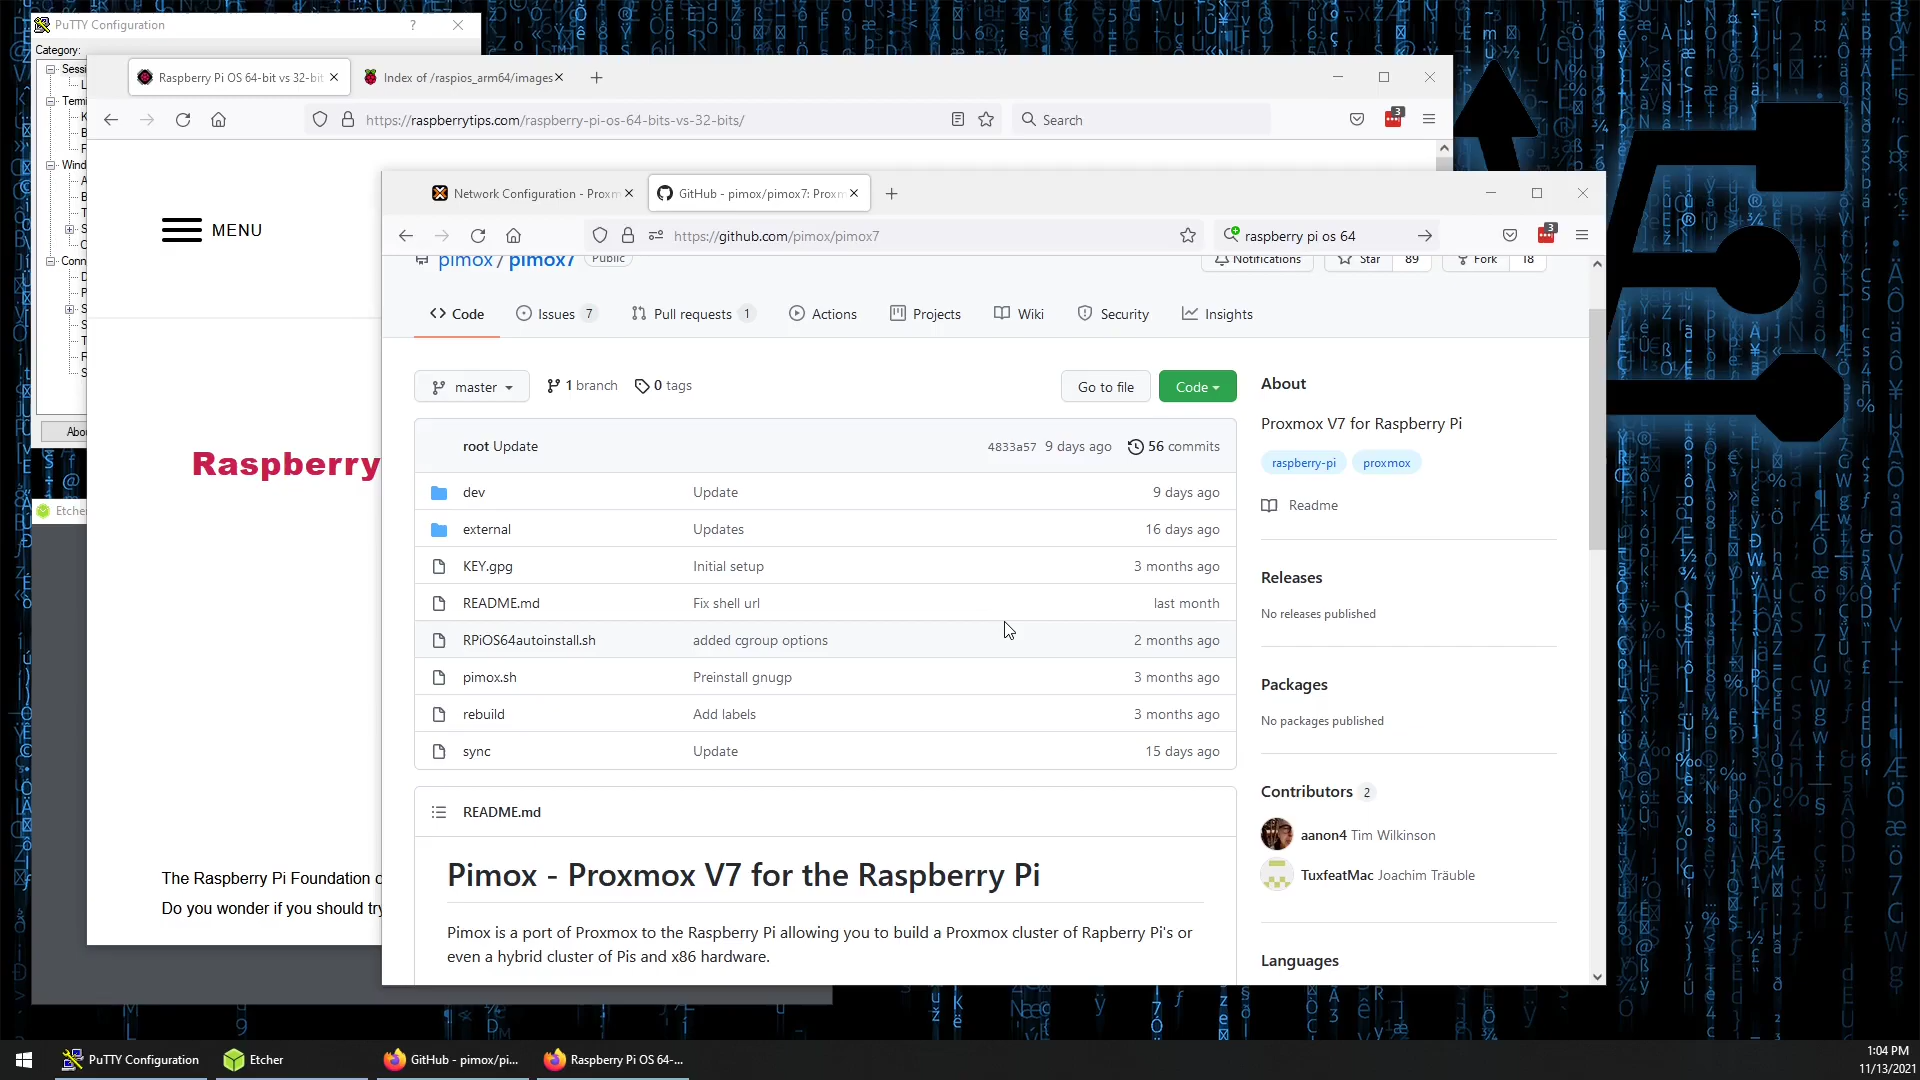 PuTTY Configuration
?
Category:
Raspberry Pi OS 64-bit vs 32-bit
Index of /raspios_arm64/images
https://raspberrytips.com/raspberry-pi-os-64-bits-vs-32-bits/
Search
3
MENU
Raspberry
The Raspberry Pi Foundation
Do you wonder if you should try
Etcher
Network Configuration - Proxm
GitHub - pimox/pimox7: Proxm
https://github.com/pimox/pimox7
raspberry pi os 64
3
pimox / pimox7
Public
Notifications
Star
89
Fork
18
Code
Issues 7
Pull requests 1
Actions
Projects
Wiki
Security
Insights
master
1 branch
0 tags
Go to file
Code
root Update
4833a57 9 days ago
56 commits
dev Update 9 days ago
external Updates 16 days ago
KEY.gpg Initial setup 3 months ago
README.md Fix shell url last month
RPiOS64autoinstall.sh added cgroup options 2 months ago
pimox.sh Preinstall gnugp 3 months ago
rebuild Add labels 3 months ago
sync Update 15 days ago
README.md
Pimox - Proxmox V7 for the Raspberry Pi
Pimox is a port of Proxmox to the Raspberry Pi allowing you to build a Proxmox cluster of Rapberry Pi's or
even a hybrid cluster of Pis and x86 hardware.
About
Proxmox V7 for Raspberry Pi
raspberry-pi
proxmox
Readme
Releases
No releases published
Packages
No packages published
Contributors 2
aanon4 Tim Wilkinson
TuxfeatMac Joachim Träuble
Languages
PuTTY Configuration
Etcher
GitHub - pimox/pi...
Raspberry Pi OS 64-...
1:04 PM
11/13/2021